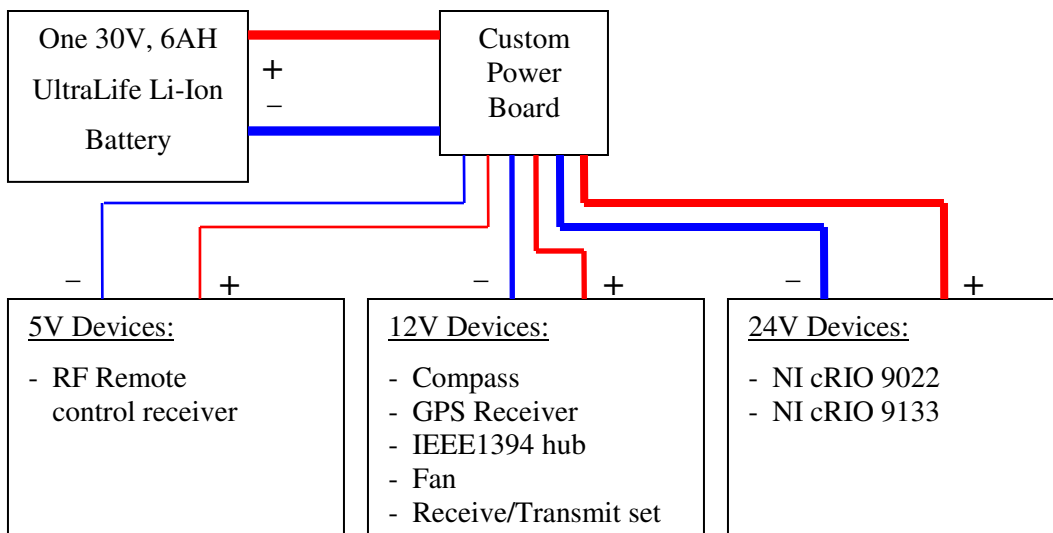 One 30V, 6AH
UltraLife Li-Ion
Battery
+
−
Custom
Power
Board
− +
− +
− +
5V Devices:
- RF Remote
control receiver
12V Devices:
- Compass
- GPS Receiver
- IEEE1394 hub
- Fan
- Receive/Transmit set
24V Devices:
- NI cRIO 9022
- NI cRIO 9133